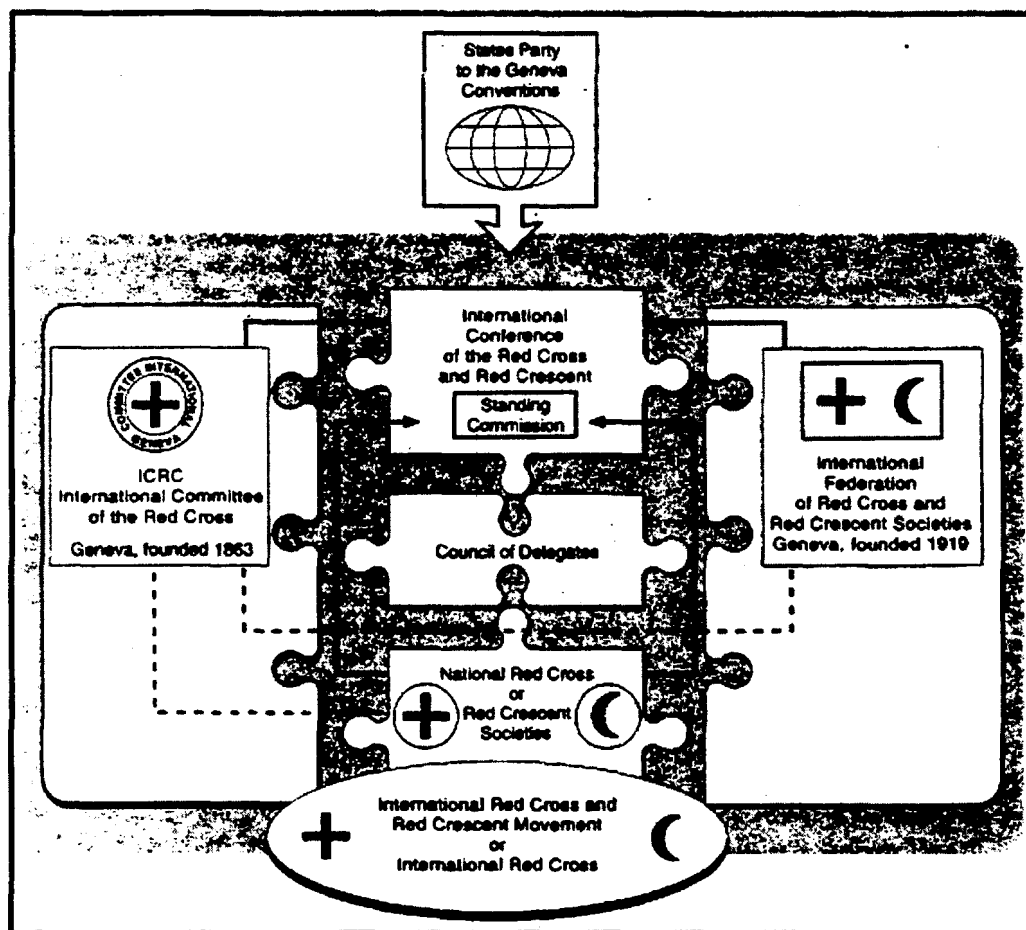 States Party
to the Geneva
Conventions
International
Conference
of the Red Cross
and Red Crescent
Standing
Commission
COMITÉ INTERNATIONAL
GENEVE
ICRC
International Committee
of the Red Cross
Geneva, founded 1863
International
Federation
of Red Cross and
Red Crescent Societies
Geneva, founded 1919
Council of Delegates
National Red Cross
or
Red Crescent
Societies
International Red Cross and
Red Crescent Movement
or
International Red Cross